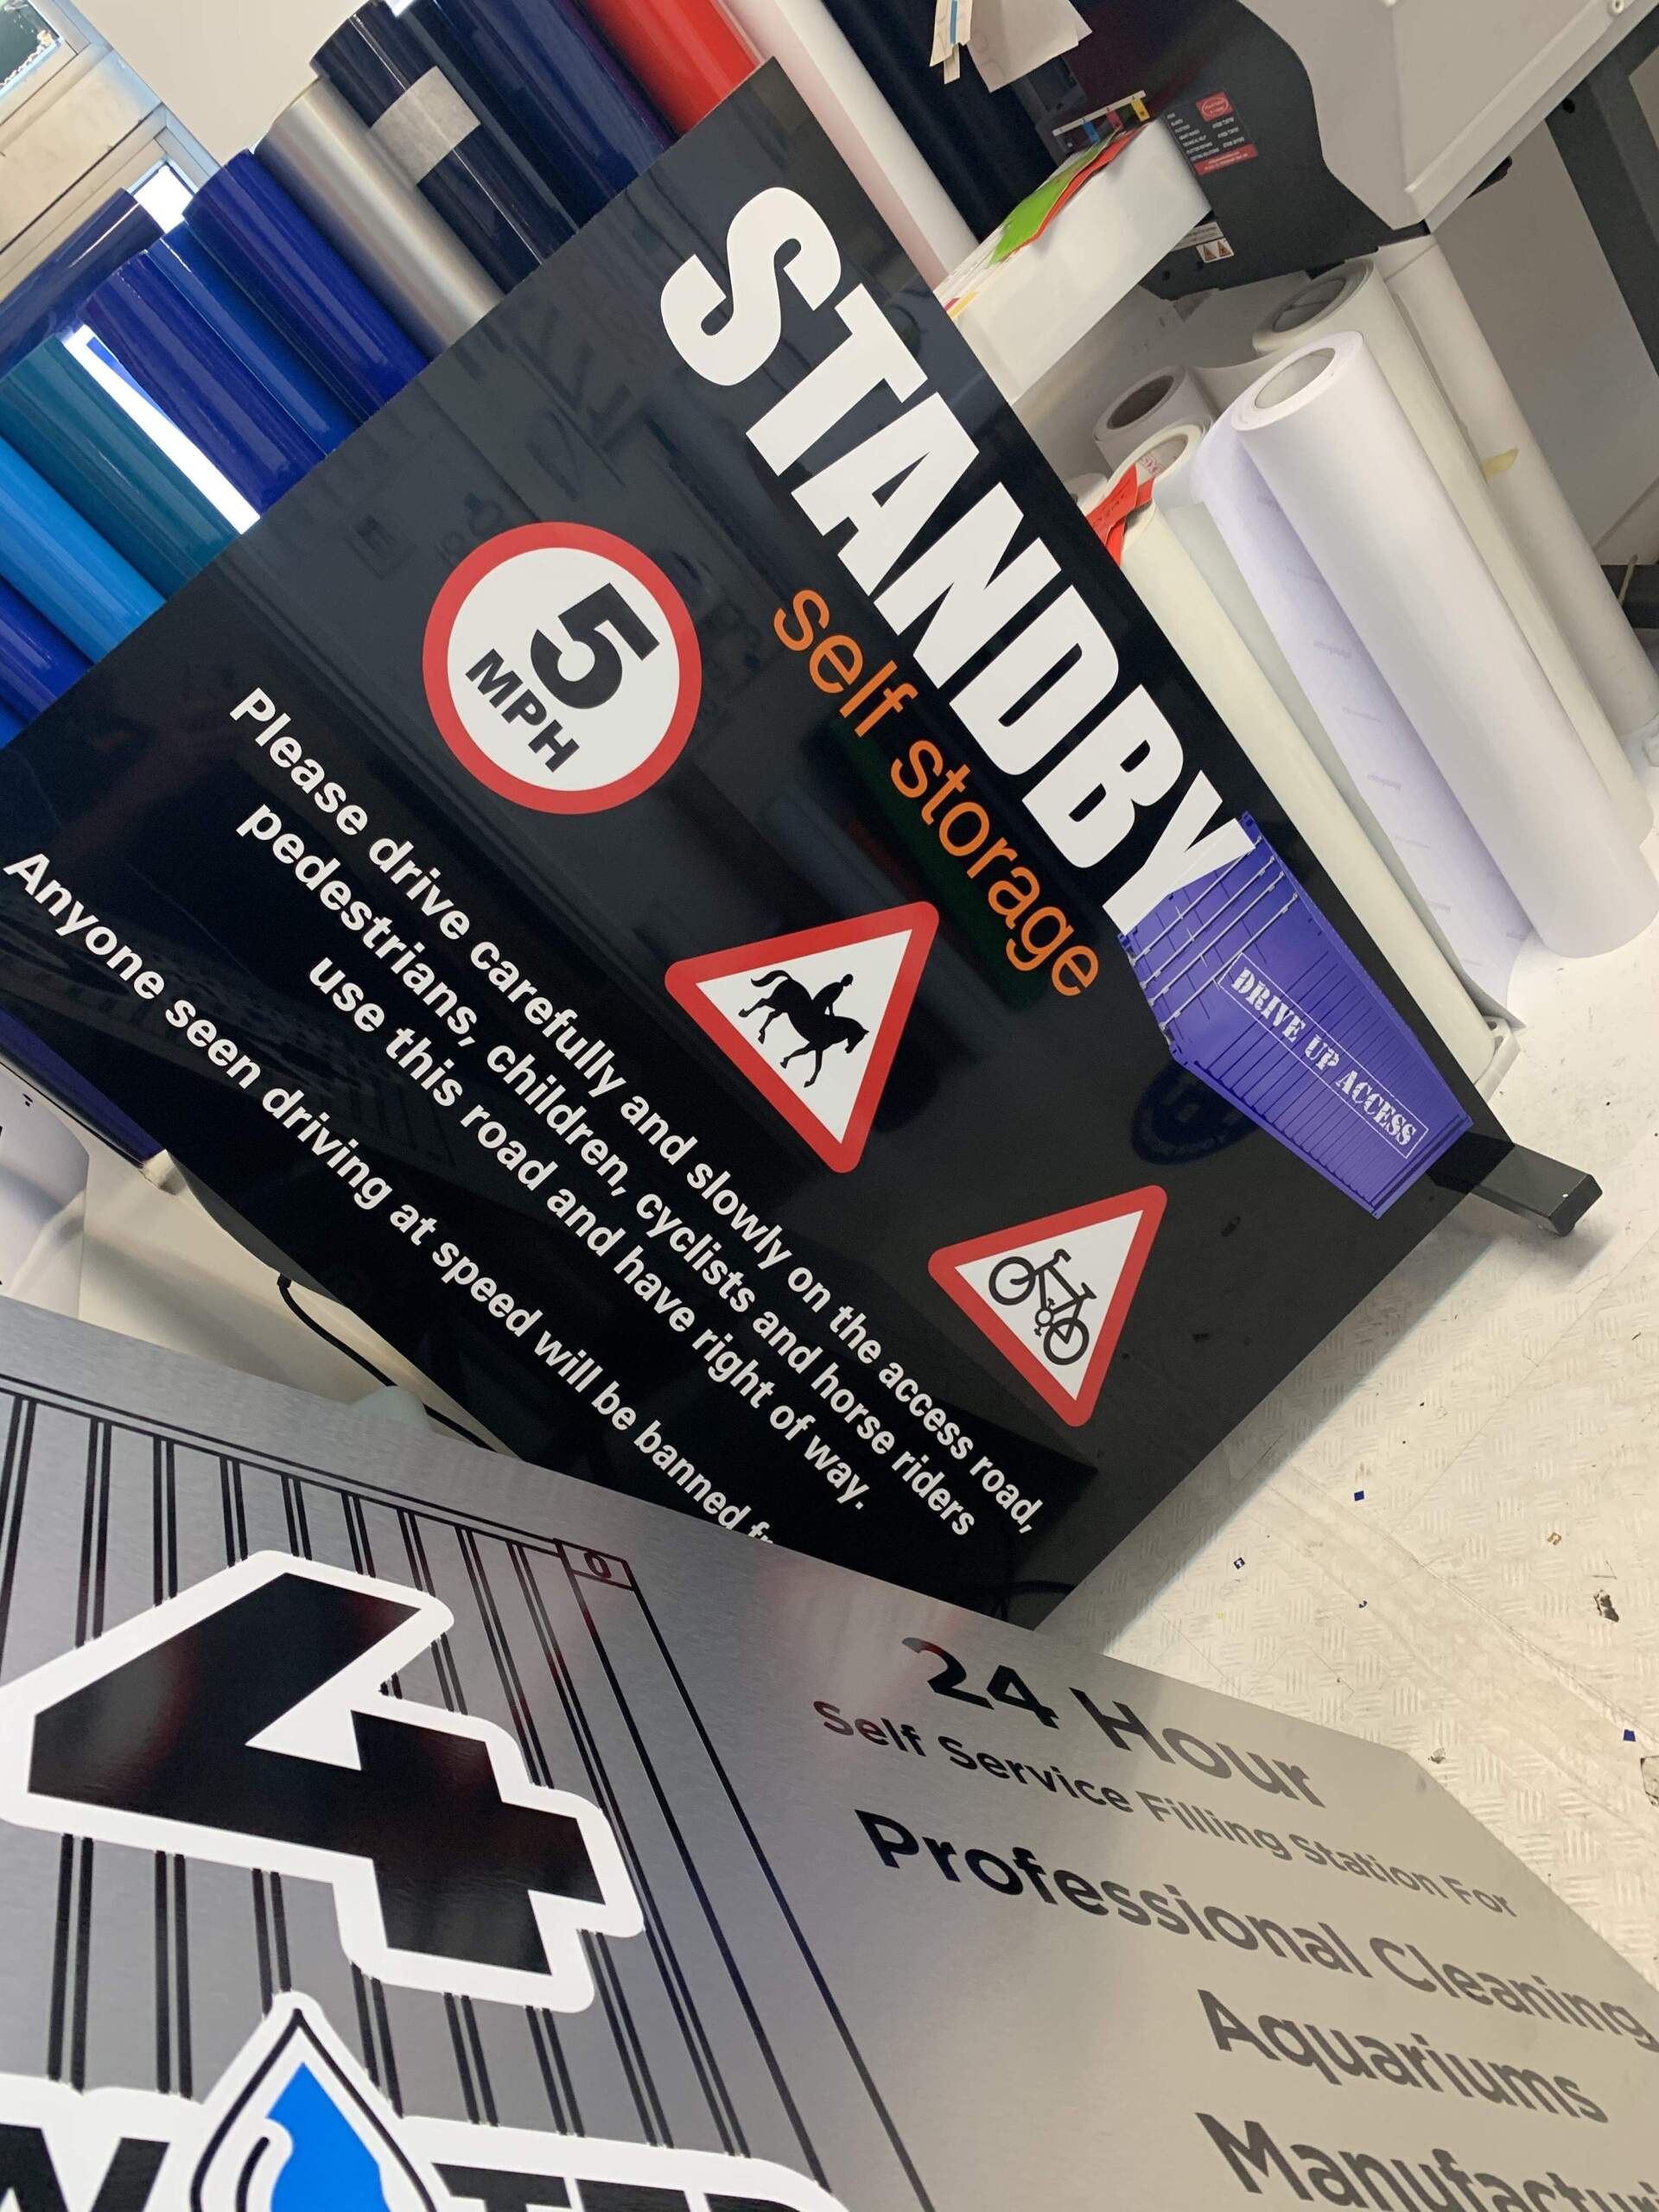 STANDBY
self storage
DRIVE UP ACCESS
5
MPH
Please drive carefully and slowly on the access road,
pedestrians, children, cyclists and horse riders
use this road and have right of way.
Anyone seen driving at speed will be banned
0
4
24 Hour
Self Service Filling Station For
Professional Cleaning
Aquariums